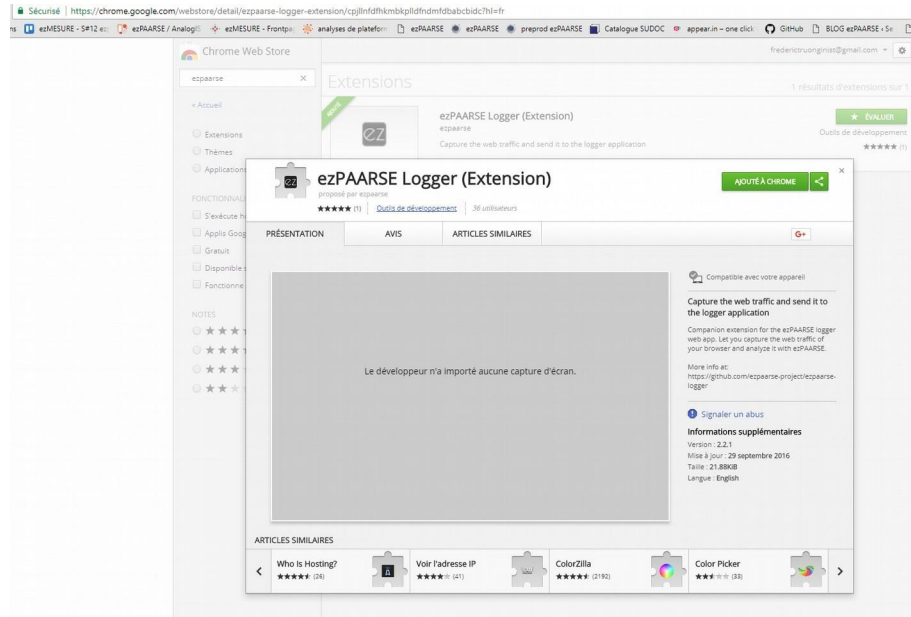 Sécurisé | https://chrome.google.com/webstore/detail/ezpaarse-logger-extension/cpjllnfdfhkmbkplldfndmfdbabcbidc?hl=fr
ns ezMESURE - S#12 ez ezPAARSE / AnalogIS ezMESURE - Frontpa analyses de plateform ezPAARSE ezPAARSE preprod ezPAARSE Catalogue SUDOC appear.in – one click GitHub BLOG ezPAARSE ‹ Se
Chrome Web Store
frederictruonginist@gmail.com
ezpaarse ×
Extensions
1 résultats d'extensions sur 1
« Accueil
Extensions
Thèmes
Applications
FONCTIONNALI
S'exécute ho
Applis Goog
Gratuit
Disponible s
Fonctionne
NOTES
AJOUTÉ
ez
ezPAARSE Logger (Extension)
ezpaarse
Capture the web traffic and send it to the logger application
★ ÉVALUER
Outils de développement
★★★★★ (1)
ez
ezPAARSE Logger (Extension)
proposé par ezpaarse
★★★★★ (1) Outils de développement 36 utilisateurs
AJOUTÉ À CHROME
×
PRÉSENTATION AVIS ARTICLES SIMILAIRES
G+
Le développeur n'a importé aucune capture d'écran.
Compatible avec votre appareil
Capture the web traffic and send it to
the logger application
Companion extension for the ezPAARSE logger
web app. Let you capture the web traffic of
your browser and analyze it with ezPAARSE.
More info at:
https://github.com/ezpaarse-project/ezpaarse-
logger
Signaler un abus
Informations supplémentaires
Version : 2.2.1
Mise à jour : 29 septembre 2016
Taille : 21.88KiB
Langue : English
ARTICLES SIMILAIRES
Who Is Hosting?
(26)
Voir l'adresse IP
(41)
ColorZilla
(2192)
Color Picker
(33)